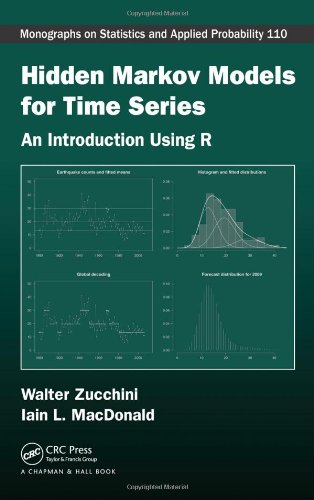 Monographs on Statistics and Applied Probability 110
Hidden Markov Models
for Time Series
An Introduction Using R
Earthquake counts and fitted means
Histogram and fitted distributions
Global decoding
Forecast distribution for 2009
Walter Zucchini
Iain L. MacDonald
CRC
CRC Press
Taylor & Francis Group
A CHAPMAN & HALL BOOK